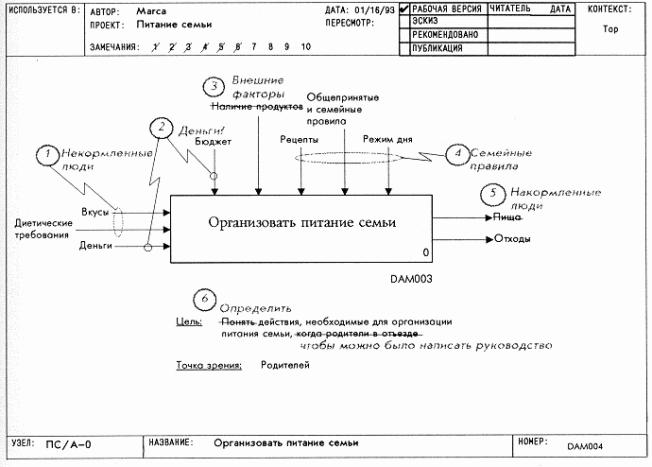 ИСПОЛЬЗУЕТСЯ В:
АВТОР: Marca
ПРОЕКТ: Питание семьи
ЗАМЕЧАНИЯ: 1 2 3 4 5 6 7 8 9 10
ДАТА: 01/16/93
ПЕРЕСМОТР:
✔ РАБОЧАЯ ВЕРСИЯ
ЭСКИЗ
РЕКОМЕНДОВАНО
ПУБЛИКАЦИЯ
ЧИТАТЕЛЬ ДАТА
КОНТЕКСТ:
Top
3 Внешние
факторы
Наличие продуктов
Общепринятые
и семейные
правила
2 Деньги!
Бюджет
Рецепты
Режим дня
1 Некормленные
люди
4 Семейные
правила
5 Накормленные
люди
Вкусы
Диетические
требования
Деньги
Организовать питание семьи
0
Пища
Отходы
DAM003
6 Определить
Цель: Понять действия, необходимые для организации
питания семьи, когда родители в отъезде
чтобы можно было написать руководство
Точка зрения: Родителей
УЗЕЛ: ПС/А-0
НАЗВАНИЕ: Организовать питание семьи
НОМЕР: DAM004